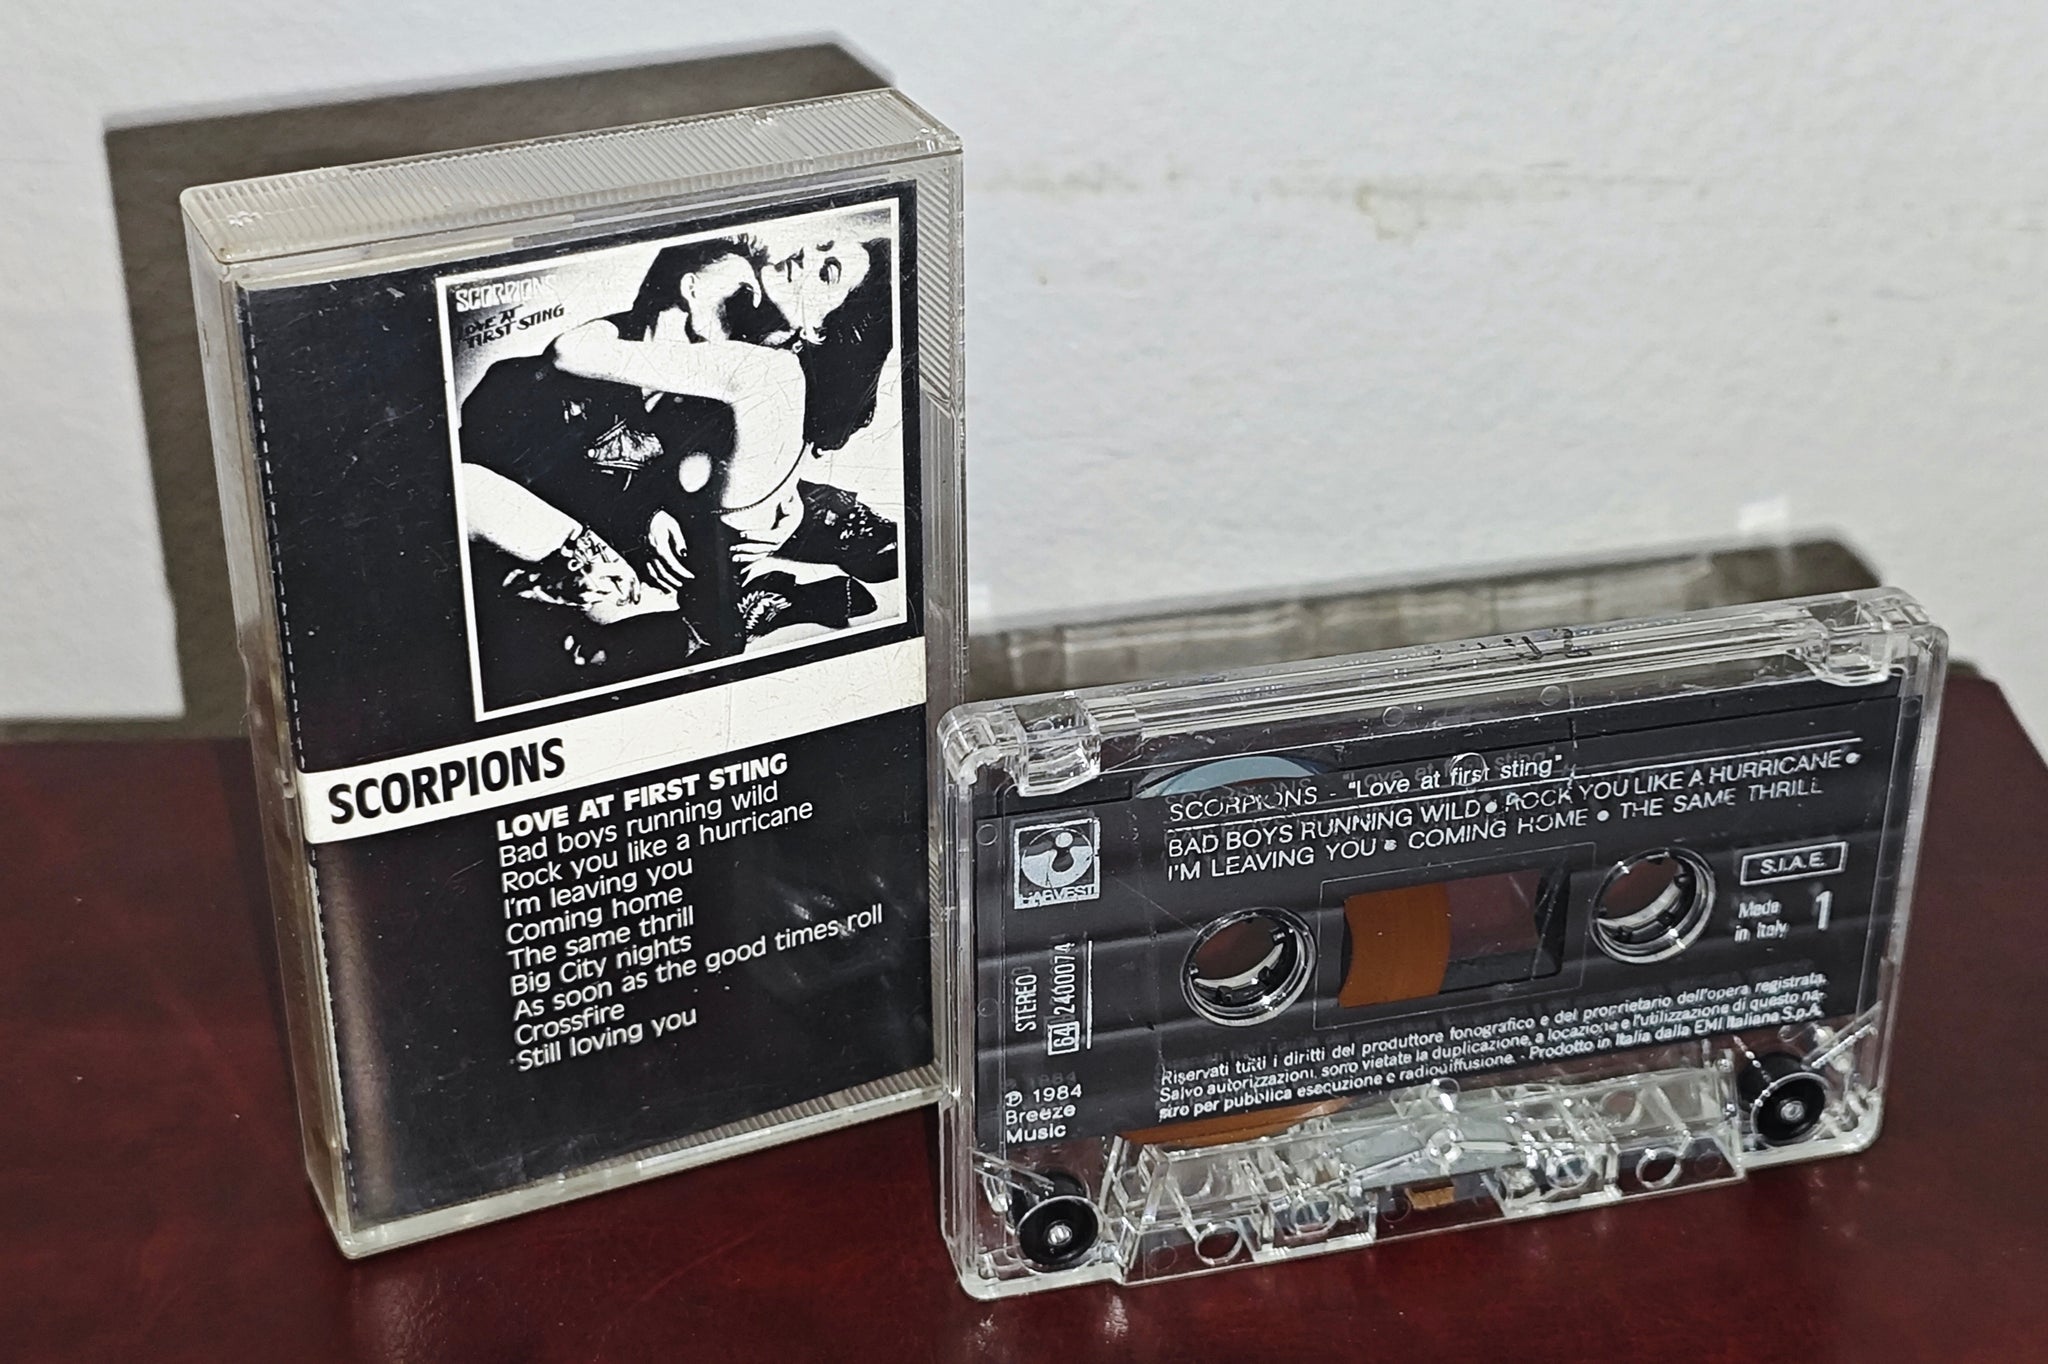 SCORPIONS
LOVE AT
FIRST STING
SCORPIONS
LOVE AT FIRST STING
Bad boys running wild
Rock you like a hurricane
I'm leaving you
Coming home
The same thrill
Big City nights
As soon as the good times roll
Crossfire
Still loving you
SCORPIONS - "Love at first sting"
BAD BOYS RUNNING WILD • ROCK YOU LIKE A HURRICANE •
I'M LEAVING YOU • COMING HOME • THE SAME THRILL
HARVEST
S.I.A.E.
Made
in Italy
1
STEREO
64 2400074
℗ 1984
Breeze
Music
Riservati tutti i diritti del produttore fonografico e del proprietario dell'opera registrata.
Salvo autorizzazioni, sono vietate la duplicazione, a locazione e l'utilizzazione di questo na-
stro per pubblica esecuzione e radiodiffusione. - Prodotto in Italia dalla EMI Italiana S.p.A.